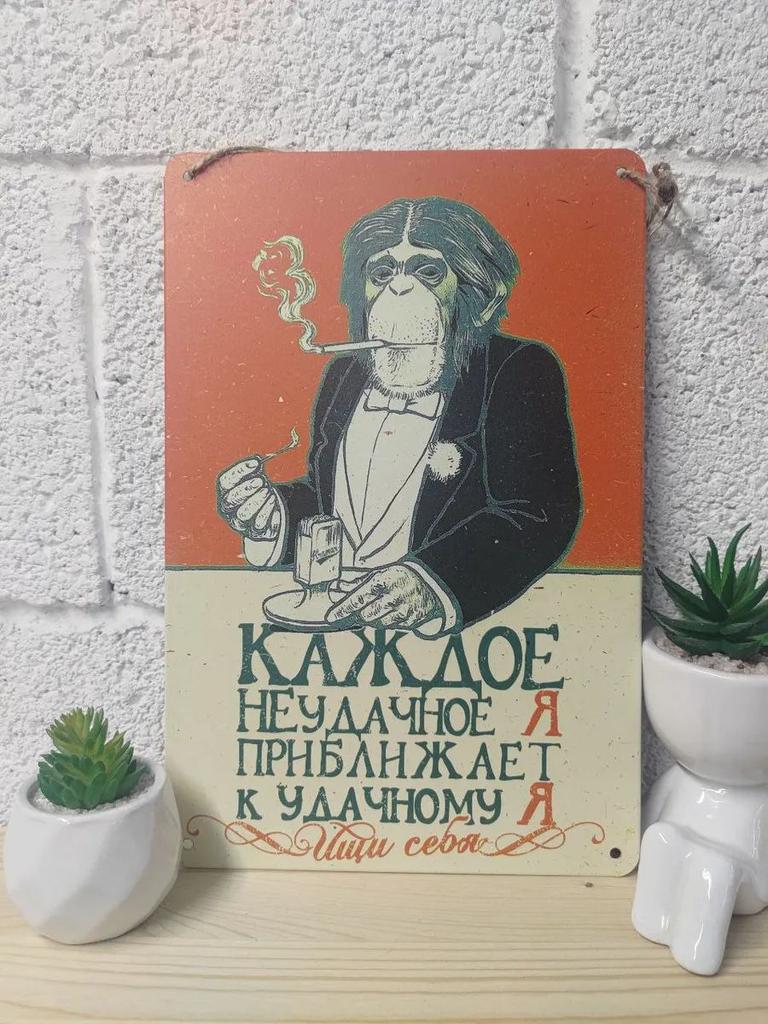 КАЖДОЕ
НЕУДАЧНОЕ Я
ПРИБЛИЖАЕТ
К УДАЧНОМУ Я
Ищи себя